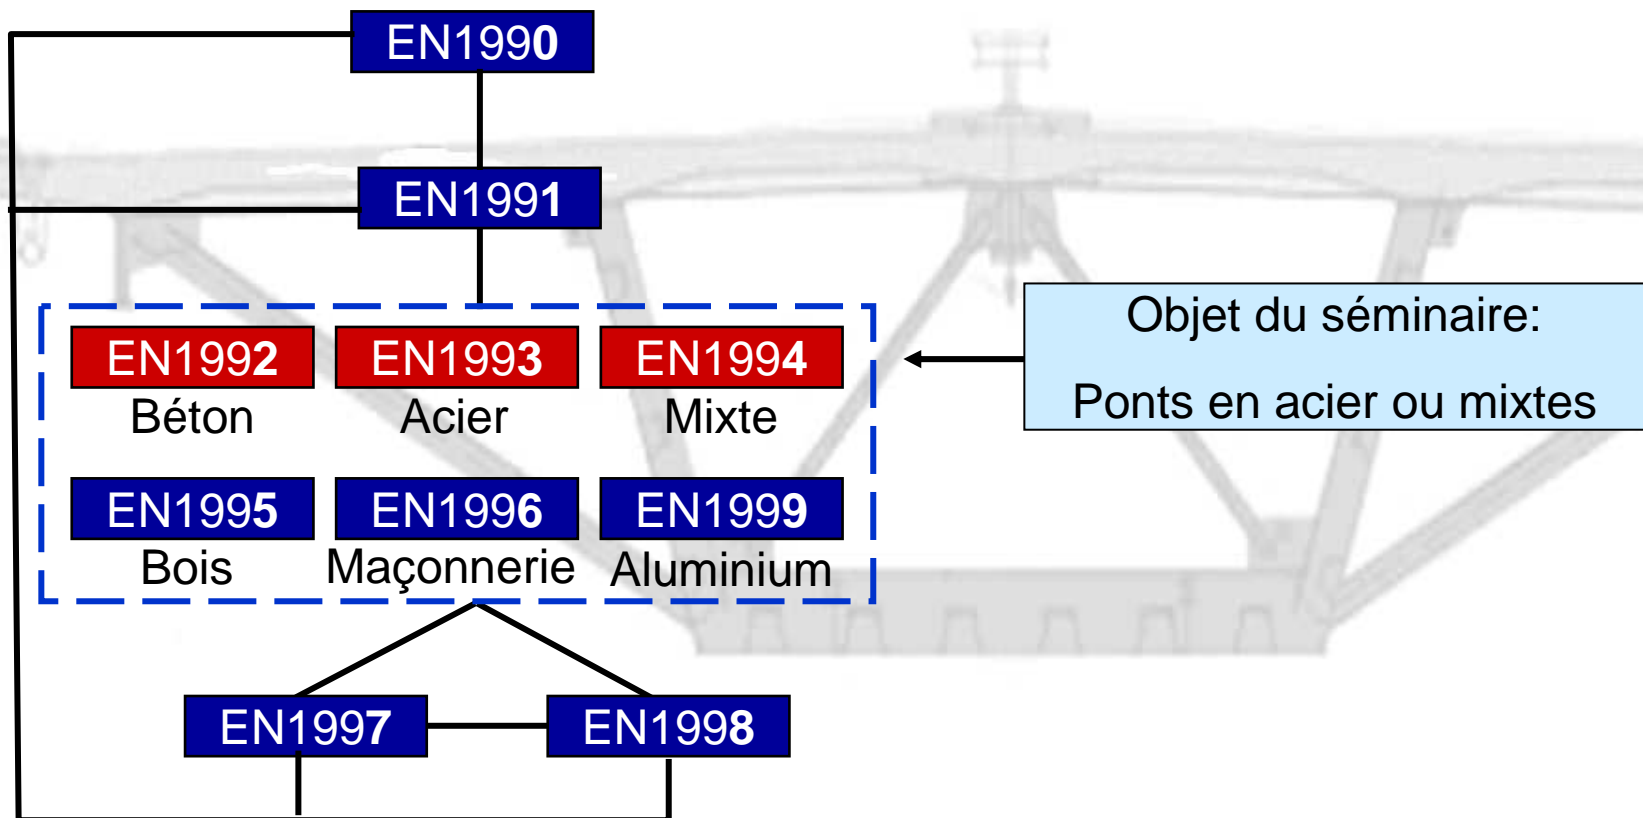 EN1990
EN1991
EN1992 EN1993 EN1994
Béton Acier Mixte
Objet du séminaire:
Ponts en acier ou mixtes
EN1995 EN1996 EN1999
Bois Maçonnerie Aluminium
EN1997 EN1998